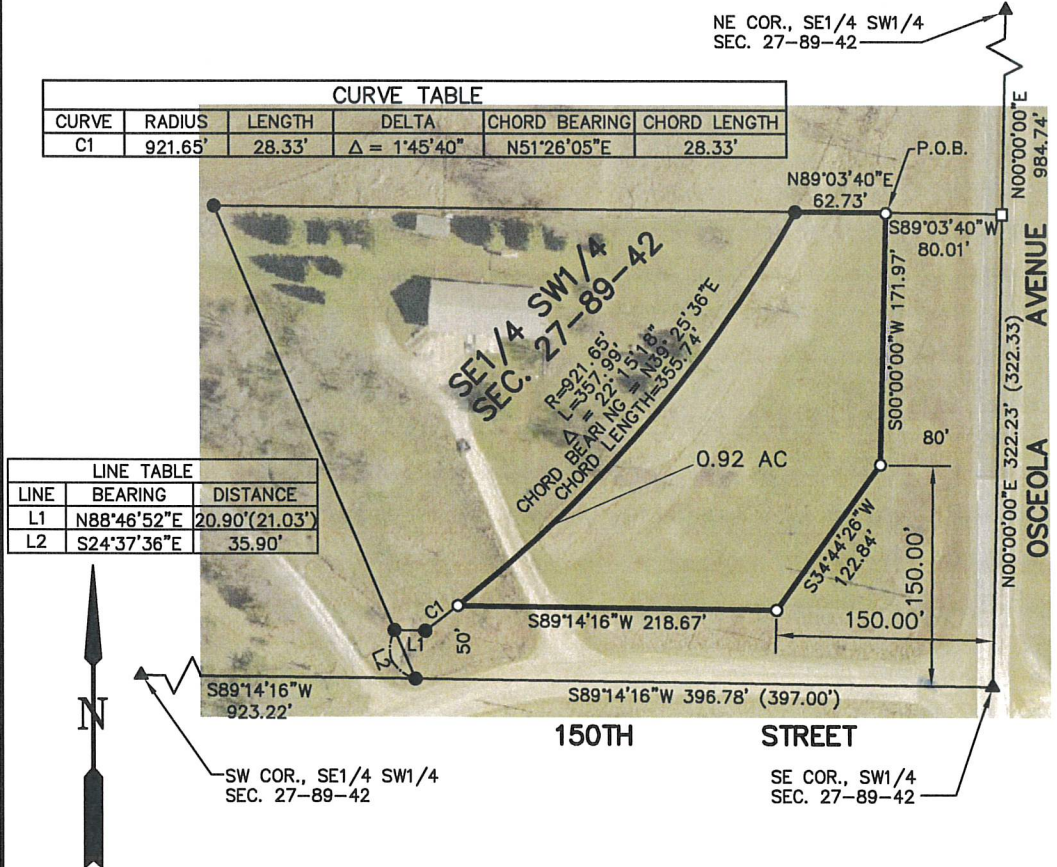 NE COR., SE1/4 SW1/4
SEC. 27-89-42
CURVE TABLE
CURVE RADIUS LENGTH DELTA CHORD BEARING CHORD LENGTH
C1 921.65' 28.33' Δ = 1°45'40" N51°26'05"E 28.33'
N00°00'00"E
984.74'
P.O.B.
N89°03'40"E
62.73'
S89°03'40"W
80.01'
SE1/4 SW1/4
SEC. 27-89-42
R=921.65'
L=357.99'
Δ = 22°15'18"
CHORD BEARING = N39°25'36"E
CHORD LENGTH=355.74'
S00°00'00"W 171.97'
N00°00'00"E 322.23' (322.33)
OSCEOLA AVENUE
80'
0.92 AC
LINE TABLE
LINE BEARING DISTANCE
L1 N88°46'52"E 20.90'(21.03')
L2 S24°37'36"E 35.90'
S34°44'26"W
122.84'
150.00'
150.00'
C1
S89°14'16"W 218.67'
L1
50'
L2
S89°14'16"W
923.22'
S89°14'16"W 396.78' (397.00')
N
150TH STREET
SW COR., SE1/4 SW1/4
SEC. 27-89-42
SE COR., SW1/4
SEC. 27-89-42